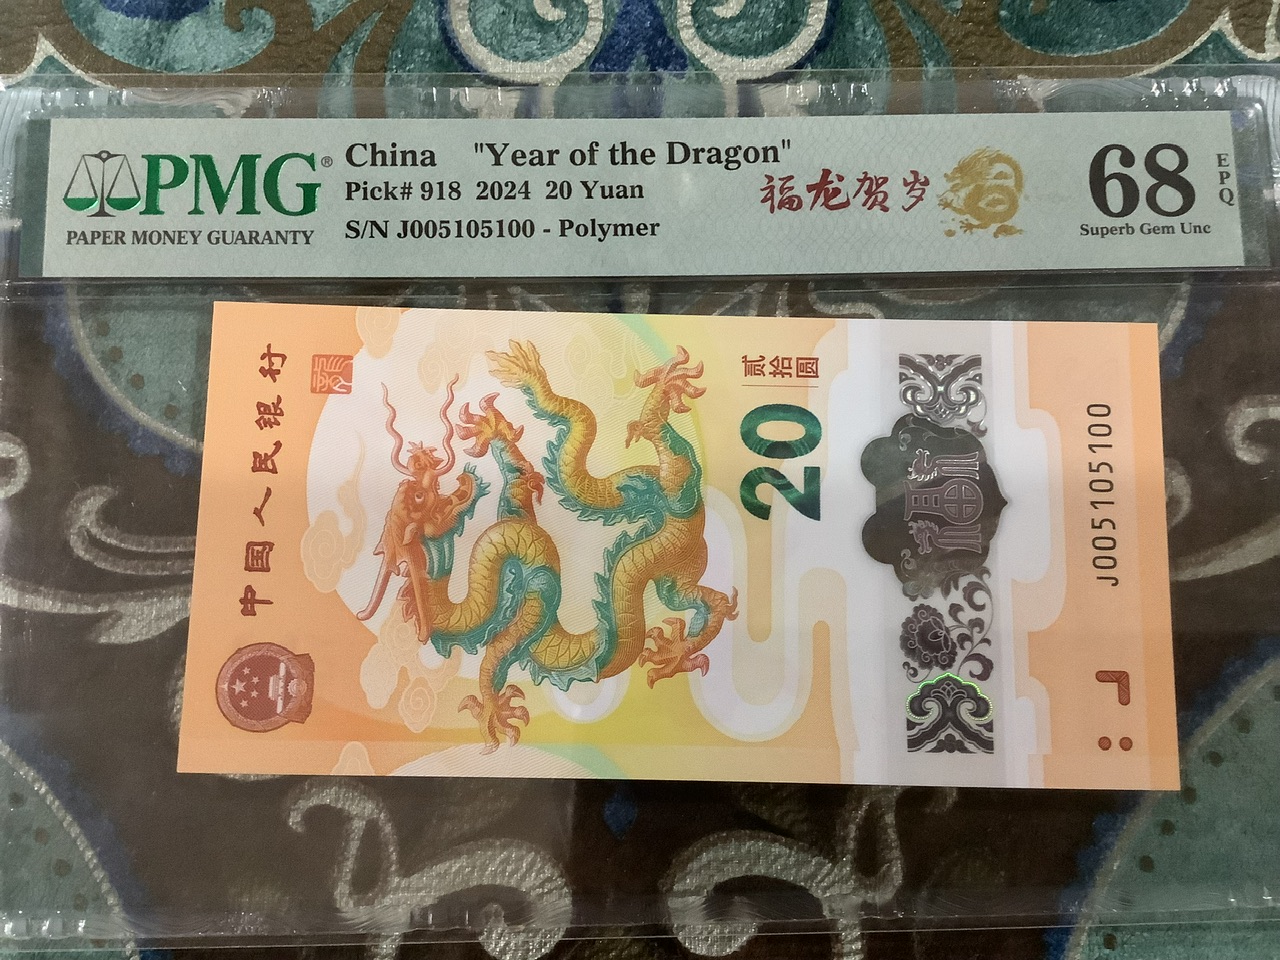 PMG®
PAPER MONEY GUARANTY
China "Year of the Dragon"
Pick# 918 2024 20 Yuan
S/N J005105100 - Polymer
福龙贺岁
68
EPQ
Superb Gem Unc
中国人民银行
龍
贰拾圆
20
J005105100